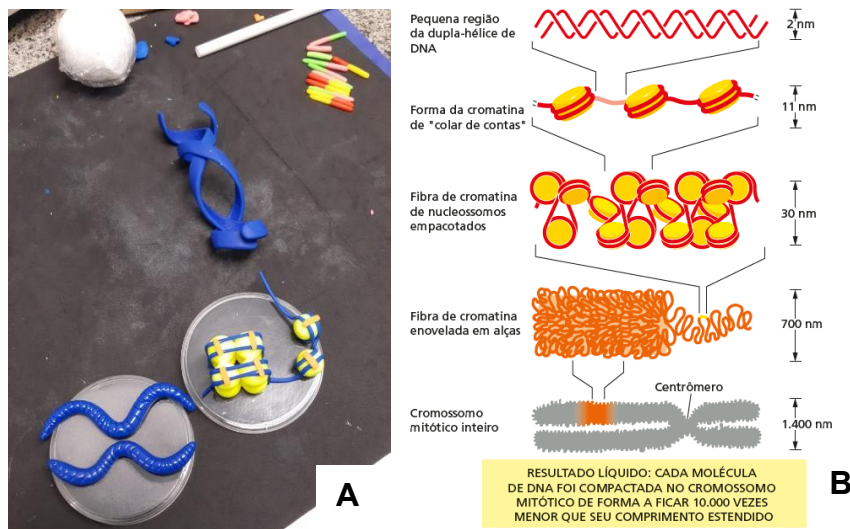 A
Pequena região
da dupla-hélice de
DNA
2 nm
Forma da cromatina
de "colar de contas"
11 nm
Fibra de cromatina
de nucleossomos
empacotados
30 nm
Fibra de cromatina
enovelada em alças
700 nm
Centrômero
Cromossomo
mitótico inteiro
1.400 nm
RESULTADO LÍQUIDO: CADA MOLÉCULA
DE DNA FOI COMPACTADA NO CROMOSSOMO
MITÓTICO DE FORMA A FICAR 10.000 VEZES
MENOR QUE SEU COMPRIMENTO ESTENDIDO
B